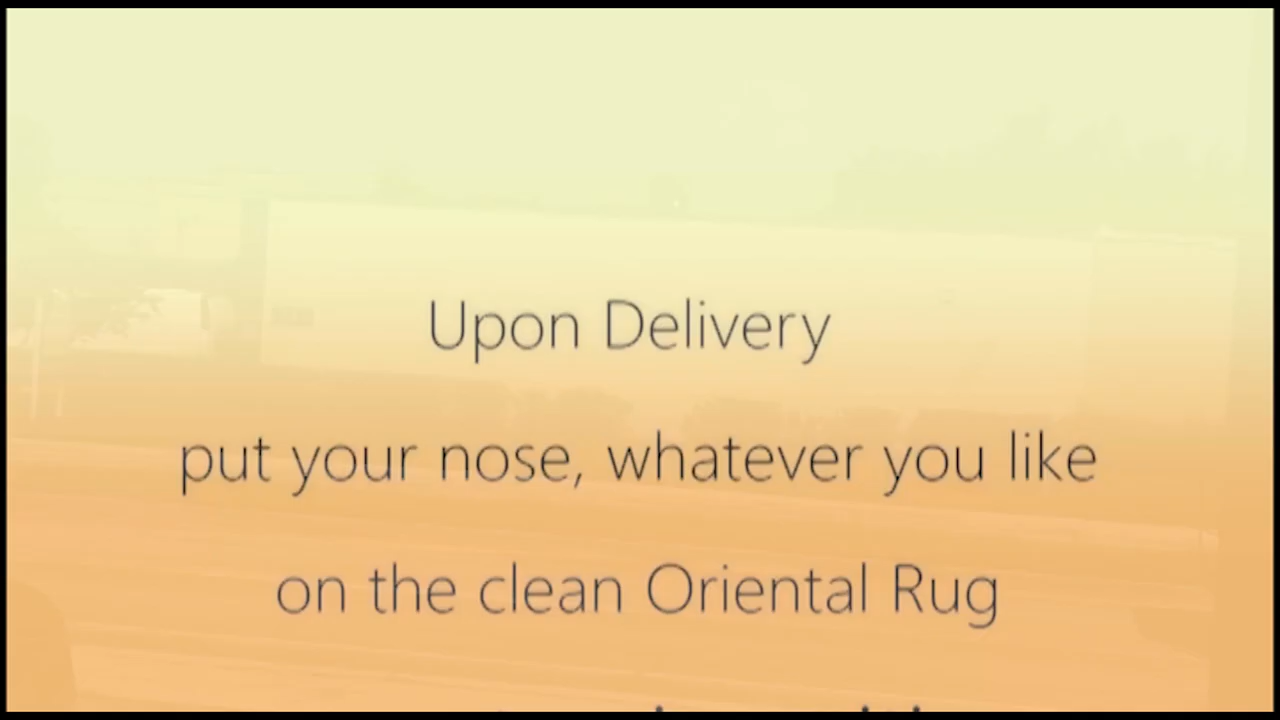 Upon Delivery
put your nose, whatever you like
on the clean Oriental Rug